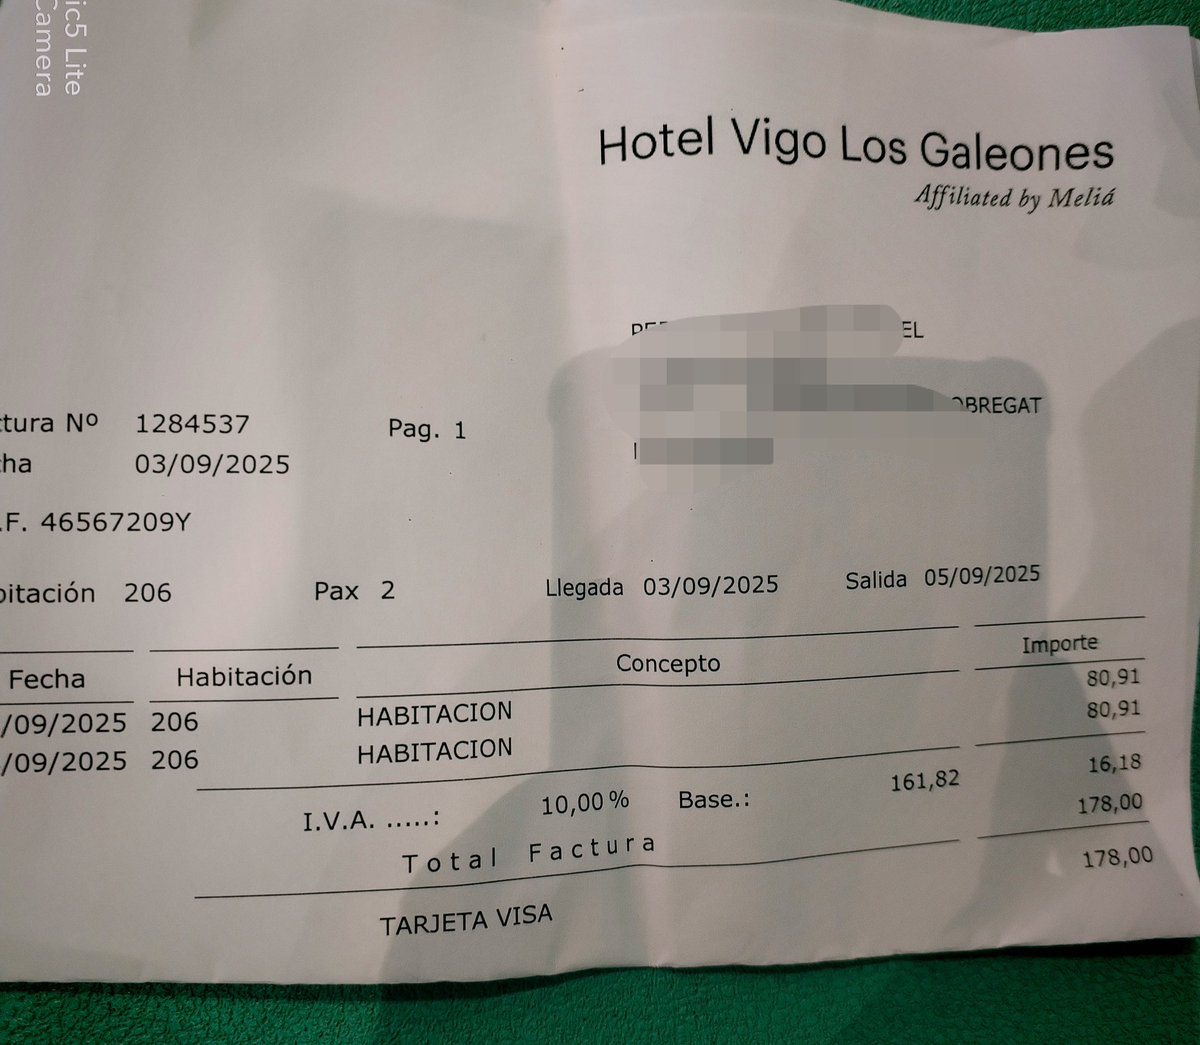 ic5 Lite
Camera
Hotel Vigo Los Galeones
Affiliated by Meliá
EL
OBREGAT
ctura Nº 1284537 Pag. 1
cha 03/09/2025
.F. 46567209Y
bitación 206 Pax 2 Llegada 03/09/2025 Salida 05/09/2025
Fecha Habitación Concepto Importe
/09/2025 206 HABITACION 80,91
/09/2025 206 HABITACION 80,91
I.V.A. .....: 10,00 % Base.: 161,82 16,18
Total Factura 178,00
TARJETA VISA 178,00